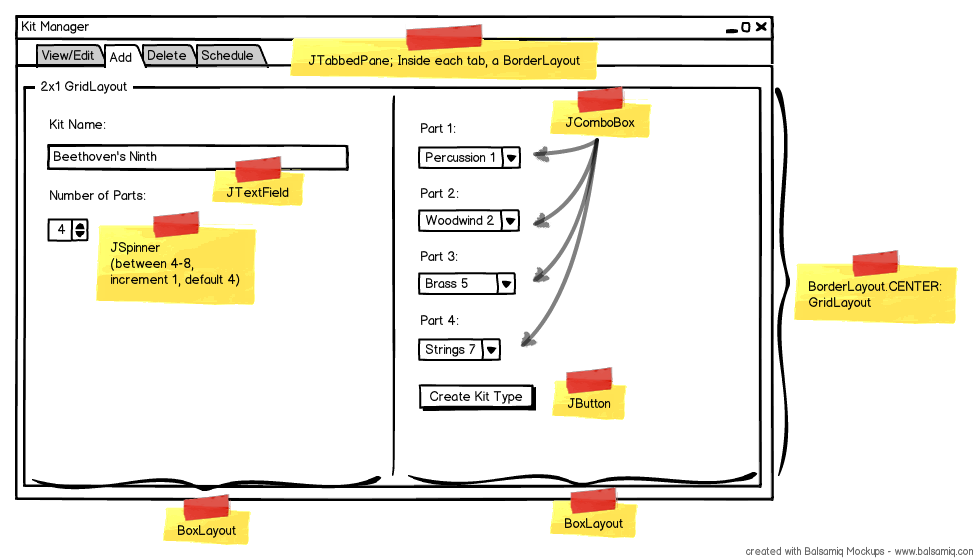 Kit Manager
View/Edit
Add
Delete
Schedule
JTabbedPane; Inside each tab, a BorderLayout
2x1 GridLayout
Kit Name:
Beethoven's Ninth
JTextField
Number of Parts:
4
JSpinner
(between 4-8,
increment 1, default 4)
JComboBox
Part 1:
Percussion 1
Part 2:
Woodwind 2
Part 3:
Brass 5
Part 4:
Strings 7
Create Kit Type
JButton
BorderLayout.CENTER:
GridLayout
BoxLayout
BoxLayout
created with Balsamiq Mockups - www.balsamiq.com